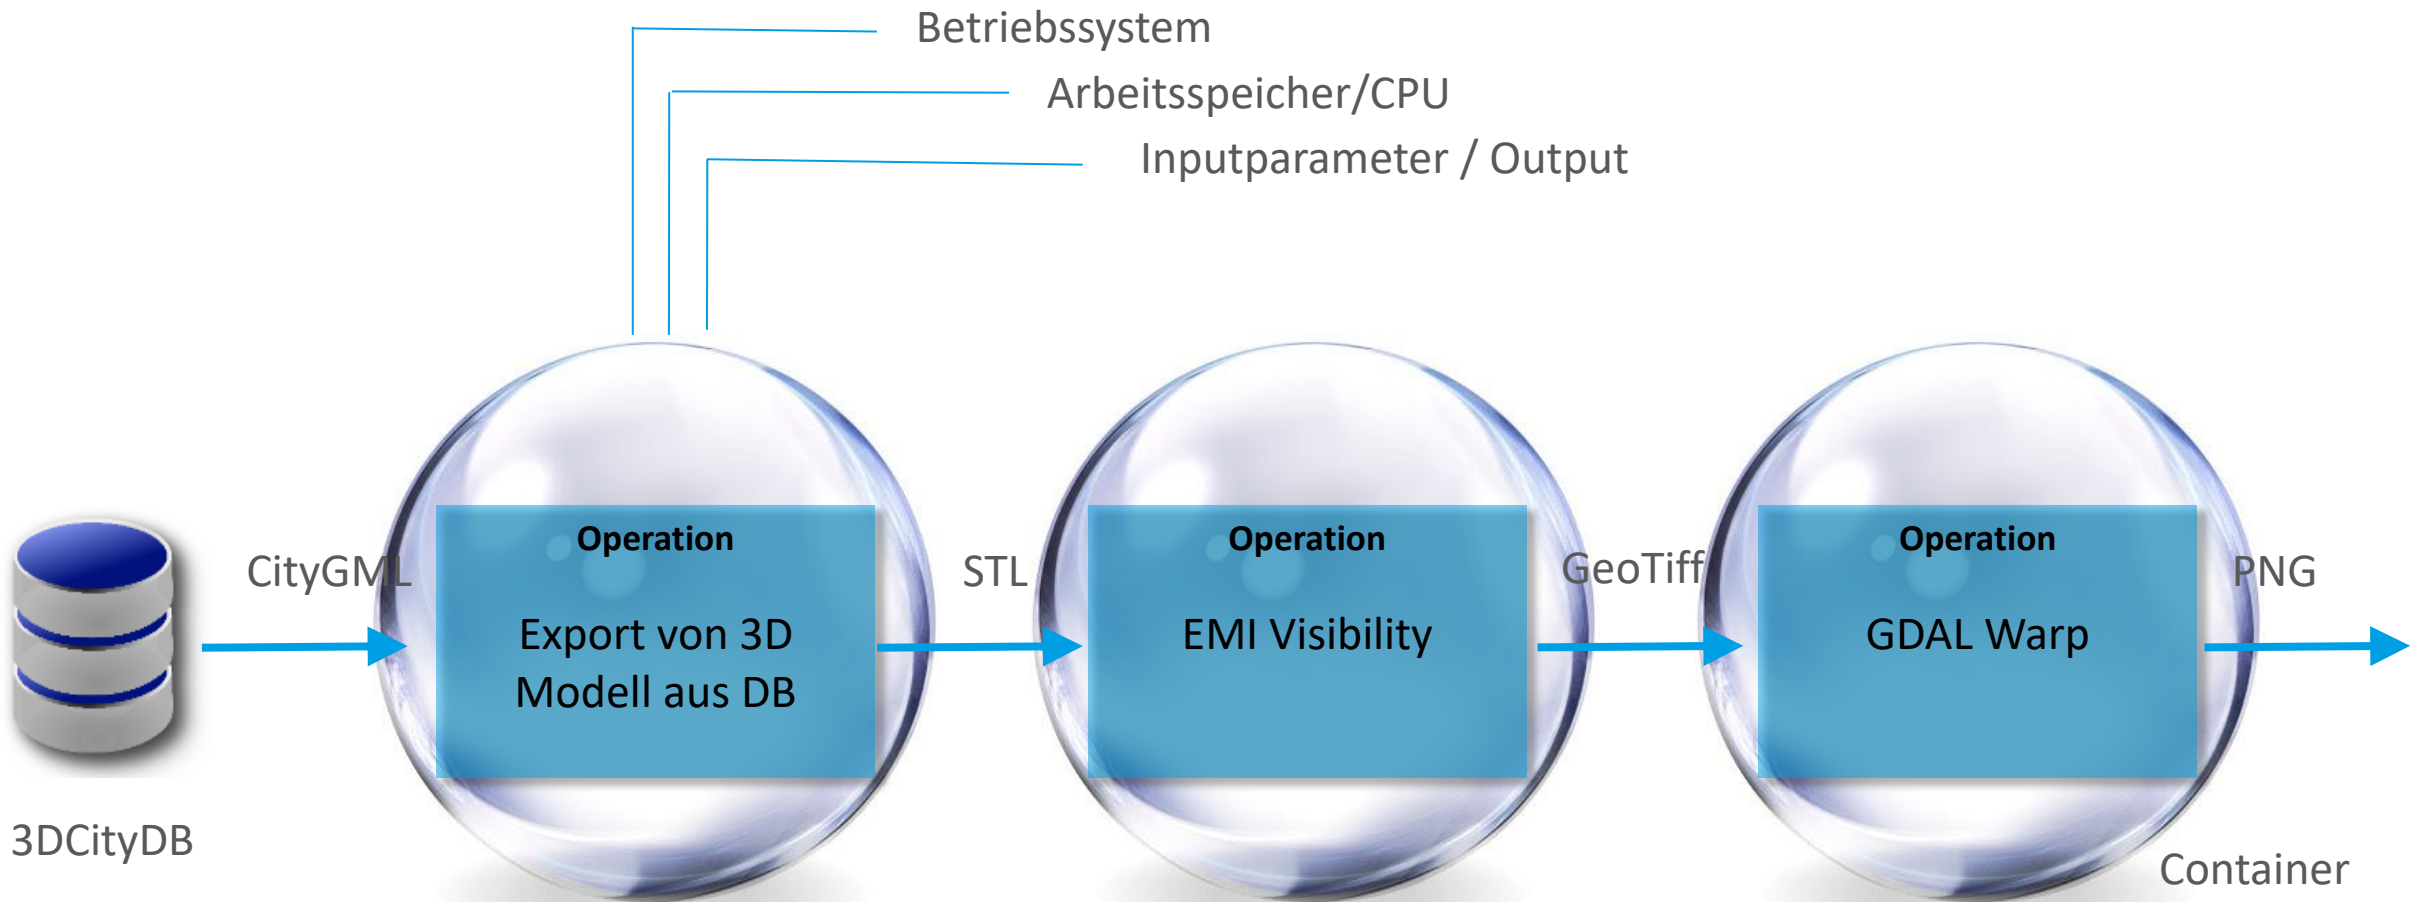 Betriebssystem
Arbeitsspeicher/CPU
Inputparameter / Output
Operation
Operation
Operation
CityGML
STL
GeoTiff
PNG
Export von 3D
Modell aus DB
EMI Visibility
GDAL Warp
3DCityDB
Container